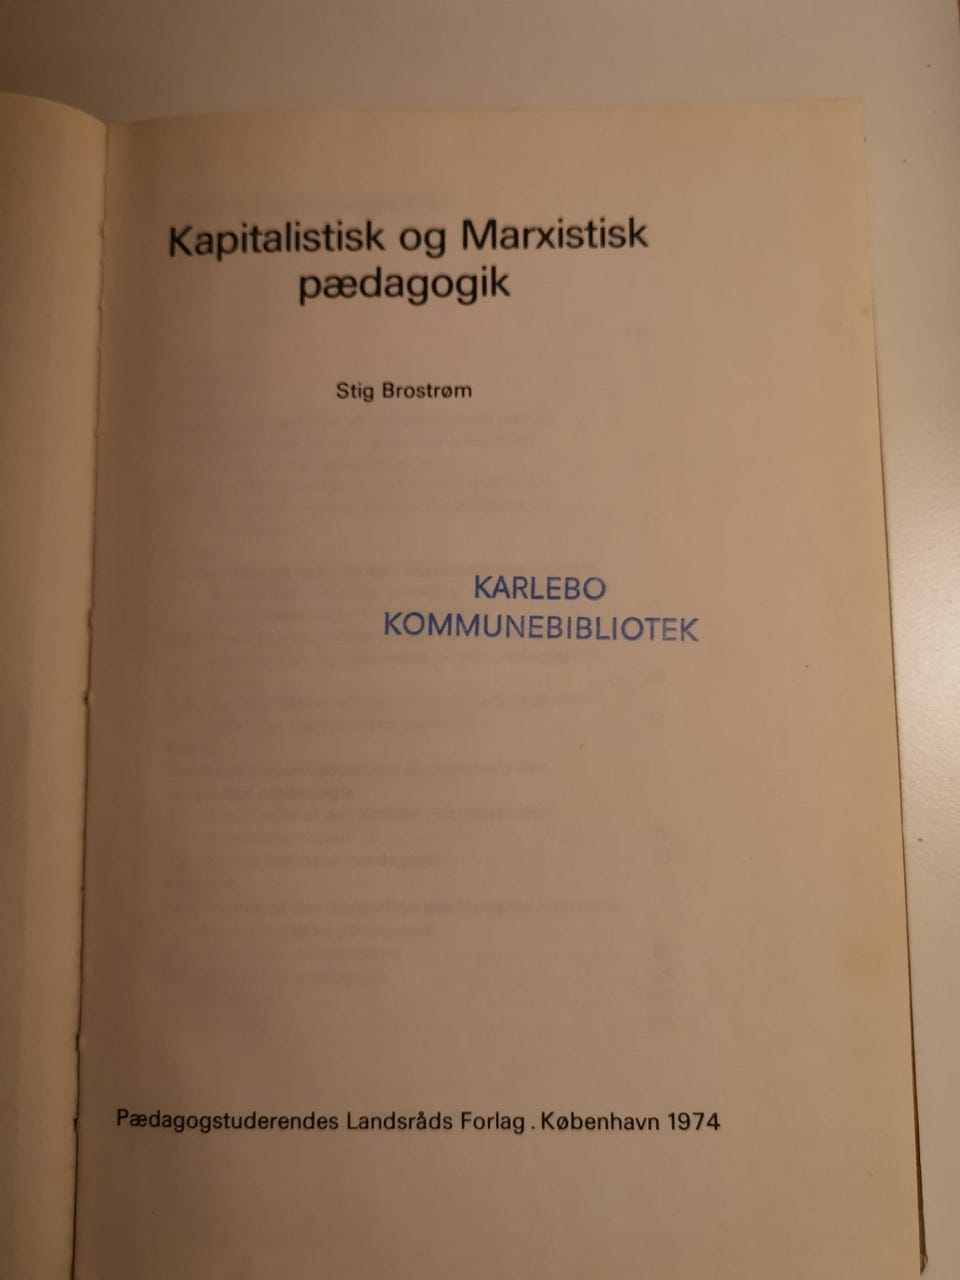 Kapitalistisk og Marxistisk
pædagogik
Stig Brostrøm
KARLEBO
KOMMUNEBIBLIOTEK
Pædagogstuderendes Landsråds Forlag . København 1974